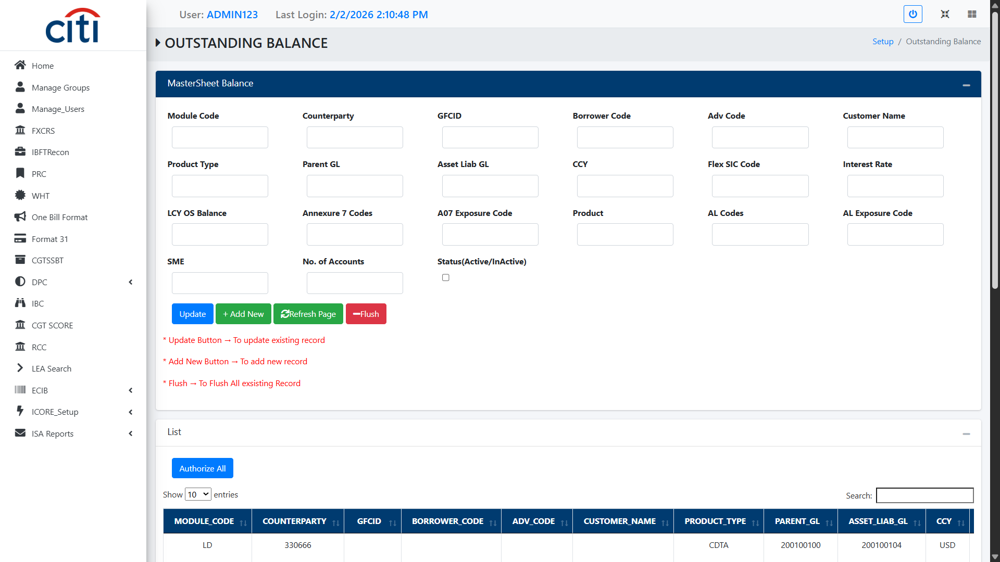 citi
User: ADMIN123 Last Login: 2/2/2026 2:10:48 PM
OUTSTANDING BALANCE
Setup / Outstanding Balance
Home
Manage Groups
Manage_Users
FXCRS
IBFTRecon
PRC
WHT
One Bill Format
Format 31
CGTSSBT
DPC
IBC
CGT SCORE
RCC
LEA Search
ECIB
ICORE_Setup
ISA Reports
MasterSheet Balance
Module Code Counterparty GFCID Borrower Code Adv Code Customer Name
Product Type Parent GL Asset Liab GL CCY Flex SIC Code Interest Rate
LCY OS Balance Annexure 7 Codes A07 Exposure Code Product AL Codes AL Exposure Code
SME No. of Accounts Status(Active/InActive)
Update + Add New Refresh Page Flush
* Update Button → To update existing record
* Add New Button → To add new record
* Flush → To Flush All exsisting Record
List
Authorize All
Show 10 entries Search:
MODULE_CODE COUNTERPARTY GFCID BORROWER_CODE ADV_CODE CUSTOMER_NAME PRODUCT_TYPE PARENT_GL ASSET_LIAB_GL CCY
LD 330666 CDTA 200100100 200100104 USD